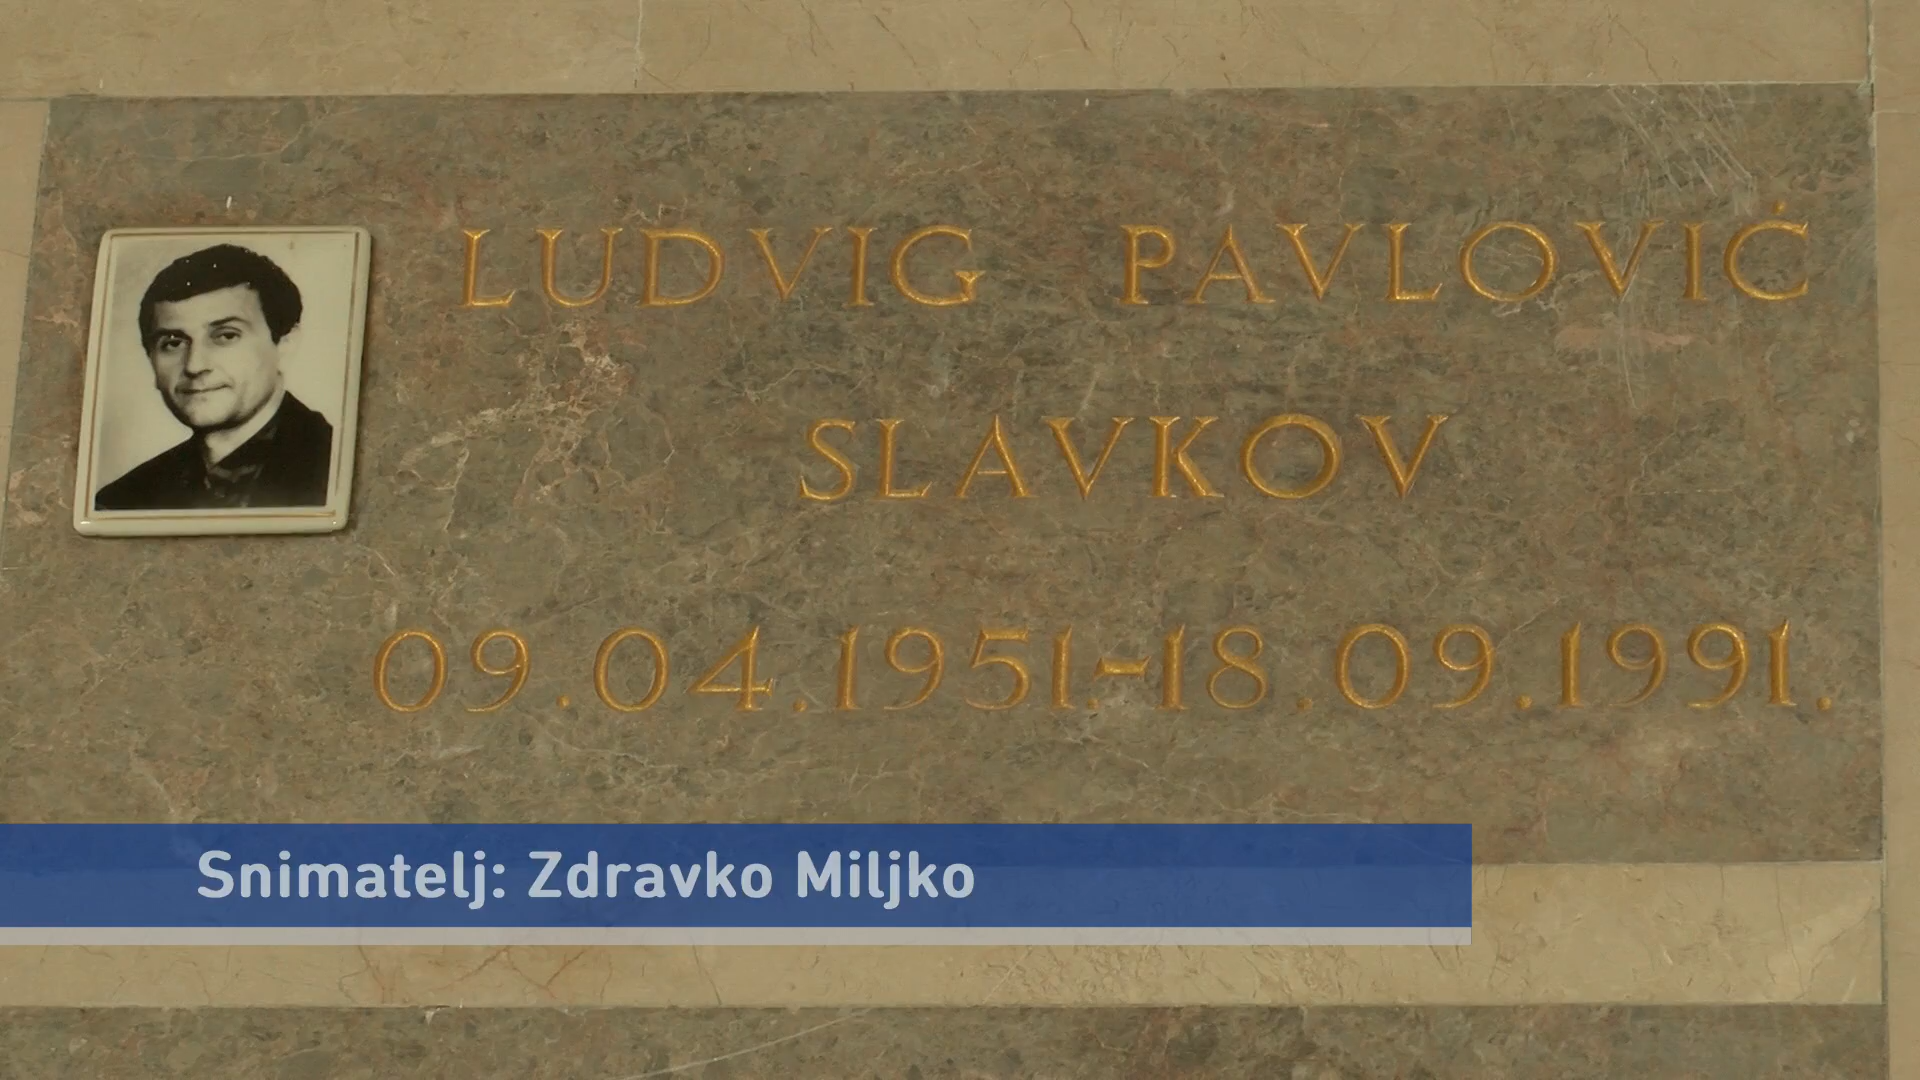 LUDVIG PAVLOVIĆ
SLAVKOV
09.04.1951.-18.09.1991.
Snimatelj: Zdravko Miljko